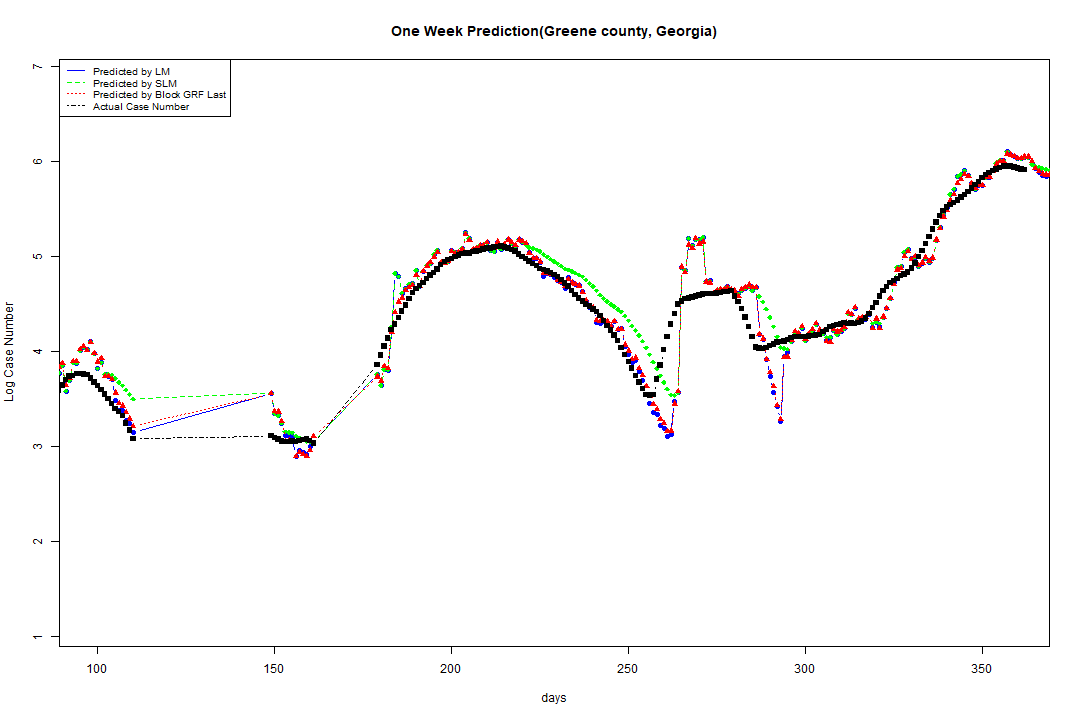 One Week Prediction(Greene county, Georgia)
Predicted by LM
Predicted by SLM
Predicted by Block GRF Last
Actual Case Number
7
6
5
4
3
2
1
Log Case Number
100 150 200 250 300 350
days